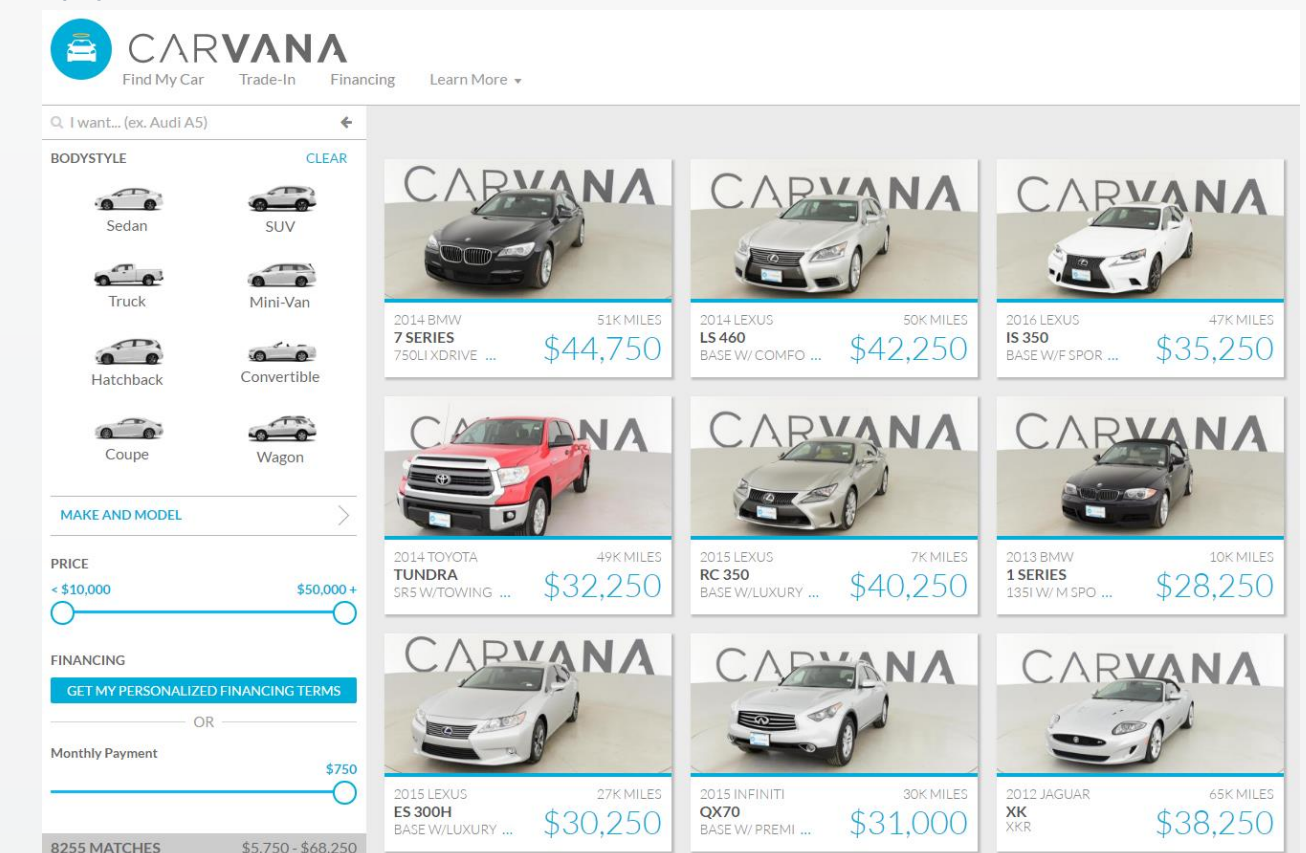 CARVANA
Find My Car Trade-In Financing Learn More
I want... (ex. Audi A5)
BODYSTYLE CLEAR
Sedan SUV
Truck Mini-Van
Hatchback Convertible
Coupe Wagon
MAKE AND MODEL
PRICE
< $10,000 $50,000 +
FINANCING
GET MY PERSONALIZED FINANCING TERMS
OR
Monthly Payment
$750
8255 MATCHES $5,750 - $68,250
CARVANA
2014 BMW 51K MILES
7 SERIES
750LI XDRIVE ... $44,750
CARVANA
2014 LEXUS 50K MILES
LS 460
BASE W/ COMFO ... $42,250
CARVANA
2016 LEXUS 47K MILES
IS 350
BASE W/F SPOR ... $35,250
CARVANA
2014 TOYOTA 49K MILES
TUNDRA
SR5 W/TOWING ... $32,250
CARVANA
2015 LEXUS 7K MILES
RC 350
BASE W/LUXURY ... $40,250
CARVANA
2013 BMW 10K MILES
1 SERIES
135I W/ M SPO ... $28,250
CARVANA
2015 LEXUS 27K MILES
ES 300H
BASE W/LUXURY ... $30,250
CARVANA
2015 INFINITI 30K MILES
QX70
BASE W/ PREMI ... $31,000
CARVANA
2012 JAGUAR 65K MILES
XK
XKR $38,250